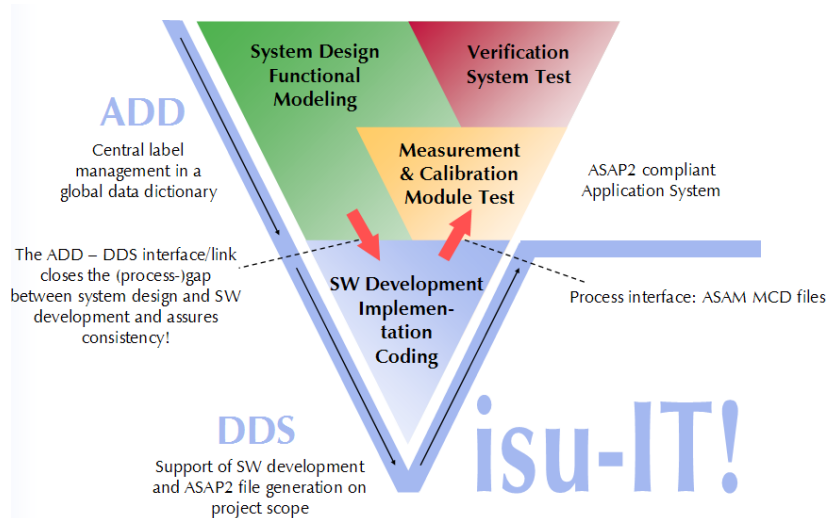 System Design
Functional
Modeling
Verification
System Test
ADD
Central label
management in a
global data dictionary
Measurement
& Calibration
Module Test
ASAP2 compliant
Application System
The ADD – DDS interface/link
closes the (process-)gap
between system design and SW
development and assures
consistency!
SW Development
Implemen-
tation
Coding
Process interface: ASAM MCD files
DDS
Support of SW development
and ASAP2 file generation on
project scope
isu-IT!